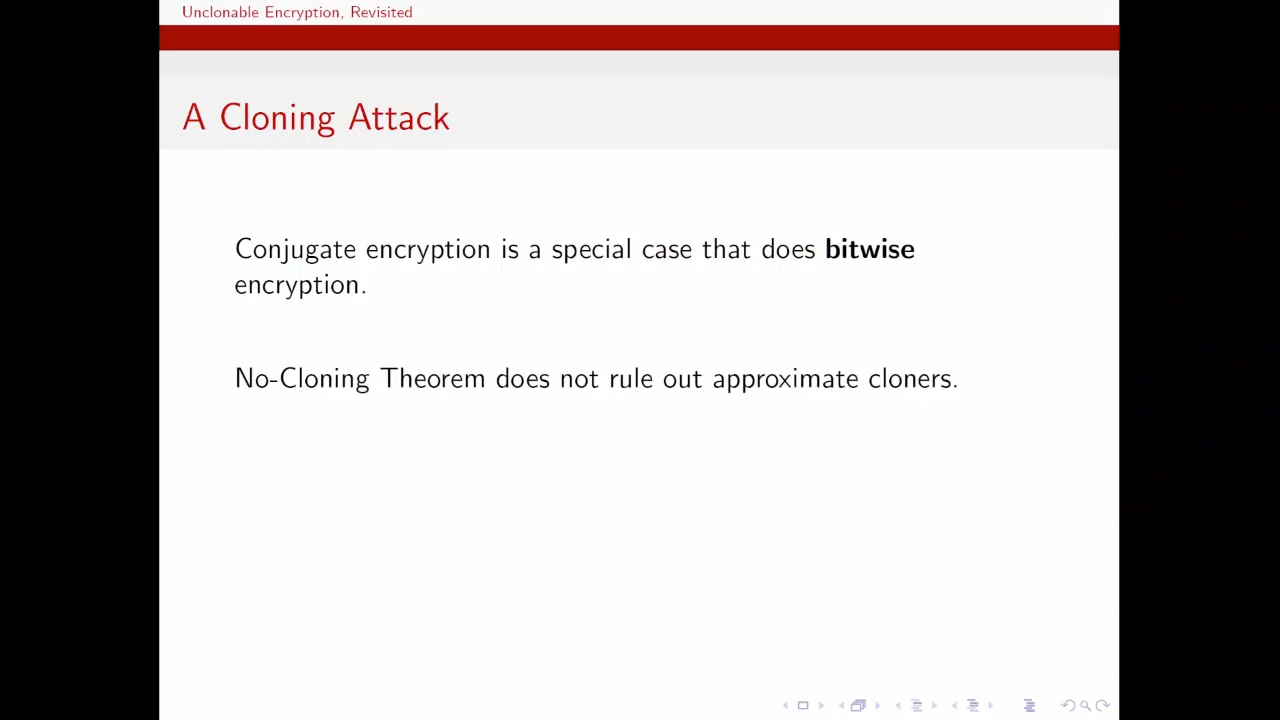 Unclonable Encryption, Revisited
A Cloning Attack
Conjugate encryption is a special case that does bitwise
encryption.
No-Cloning Theorem does not rule out approximate cloners.